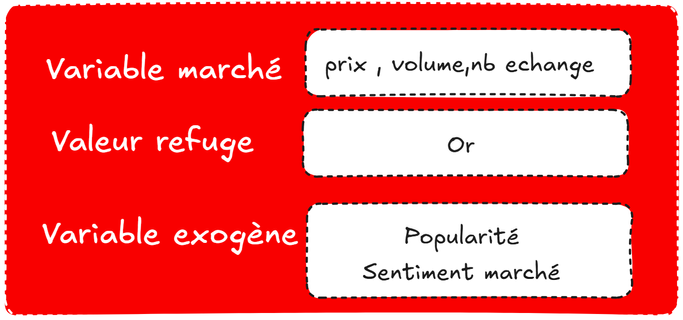 Variable marché
prix , volume,nb echange
Valeur refuge
Or
Variable exogène
Popularité
Sentiment marché